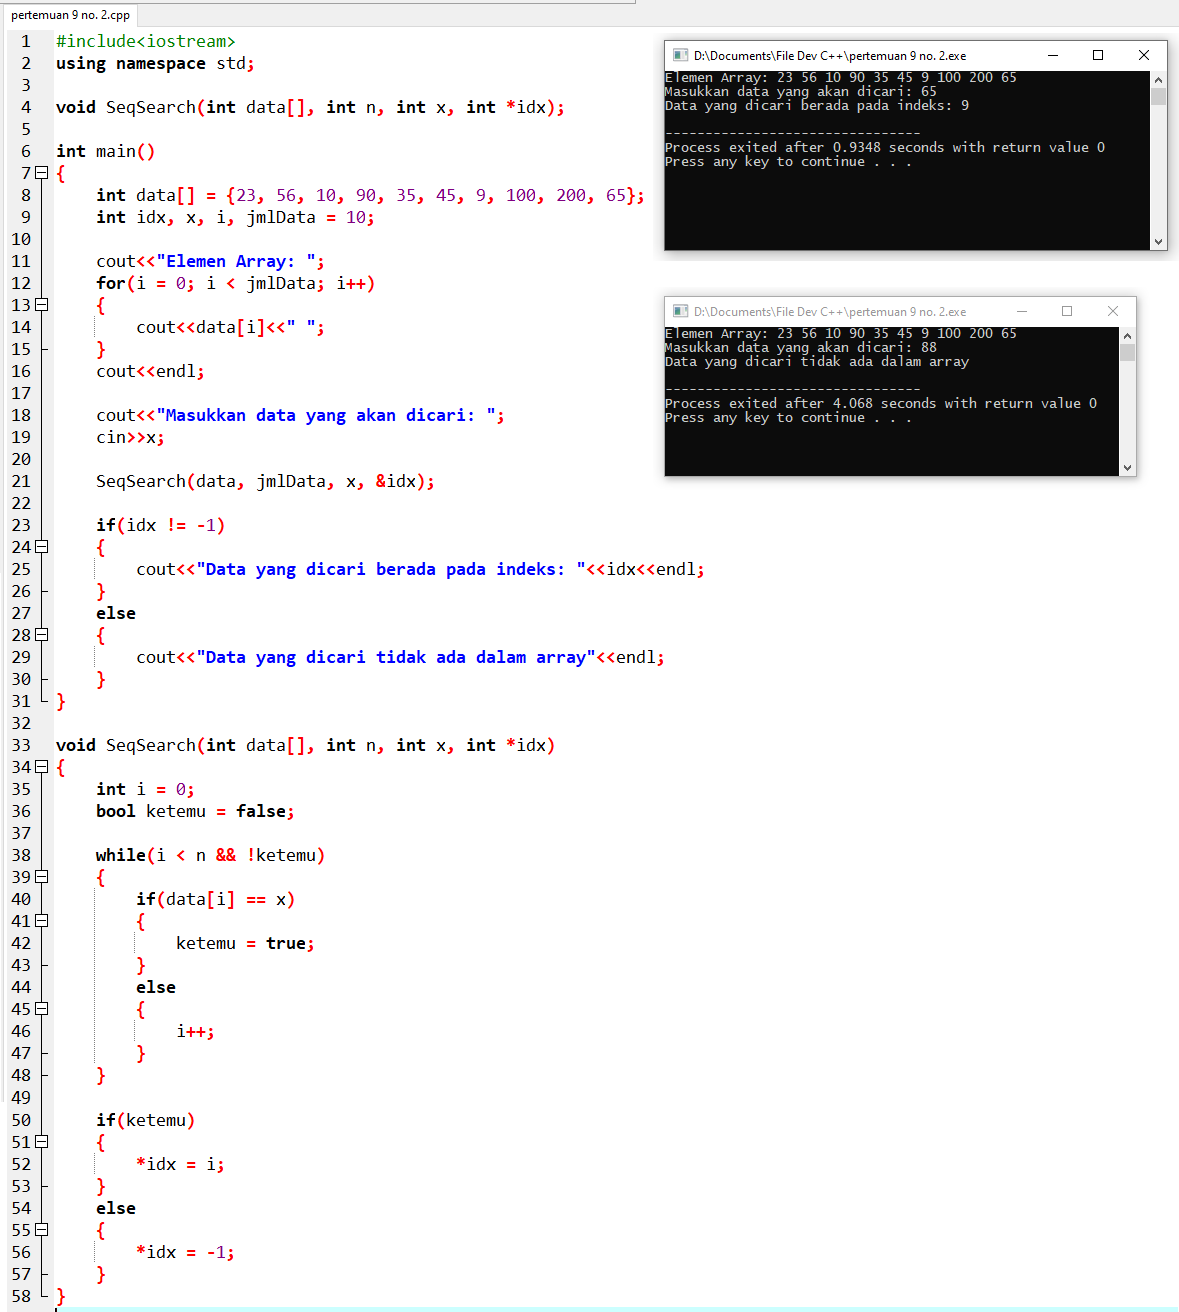 pertemuan 9 no. 2.cpp
1 #include<iostream>
2 using namespace std;
3
4 void SeqSearch(int data[], int n, int x, int *idx);
5
6 int main()
7 {
8 int data[] = {23, 56, 10, 90, 35, 45, 9, 100, 200, 65};
9 int idx, x, i, jmlData = 10;
10
11 cout<<"Elemen Array: ";
12 for(i = 0; i < jmlData; i++)
13 {
14 cout<<data[i]<<" ";
15 }
16 cout<<endl;
17
18 cout<<"Masukkan data yang akan dicari: ";
19 cin>>x;
20
21 SeqSearch(data, jmlData, x, &idx);
22
23 if(idx != -1)
24 {
25 cout<<"Data yang dicari berada pada indeks: "<<idx<<endl;
26 }
27 else
28 {
29 cout<<"Data yang dicari tidak ada dalam array"<<endl;
30 }
31 }
32
33 void SeqSearch(int data[], int n, int x, int *idx)
34 {
35 int i = 0;
36 bool ketemu = false;
37
38 while(i < n && !ketemu)
39 {
40 if(data[i] == x)
41 {
42 ketemu = true;
43 }
44 else
45 {
46 i++;
47 }
48 }
49
50 if(ketemu)
51 {
52 *idx = i;
53 }
54 else
55 {
56 *idx = -1;
57 }
58 }
D:\Documents\File Dev C++\pertemuan 9 no. 2.exe
Elemen Array: 23 56 10 90 35 45 9 100 200 65
Masukkan data yang akan dicari: 65
Data yang dicari berada pada indeks: 9
--------------------------------
Process exited after 0.9348 seconds with return value 0
Press any key to continue . . .
D:\Documents\File Dev C++\pertemuan 9 no. 2.exe
Elemen Array: 23 56 10 90 35 45 9 100 200 65
Masukkan data yang akan dicari: 88
Data yang dicari tidak ada dalam array
--------------------------------
Process exited after 4.068 seconds with return value 0
Press any key to continue . . .